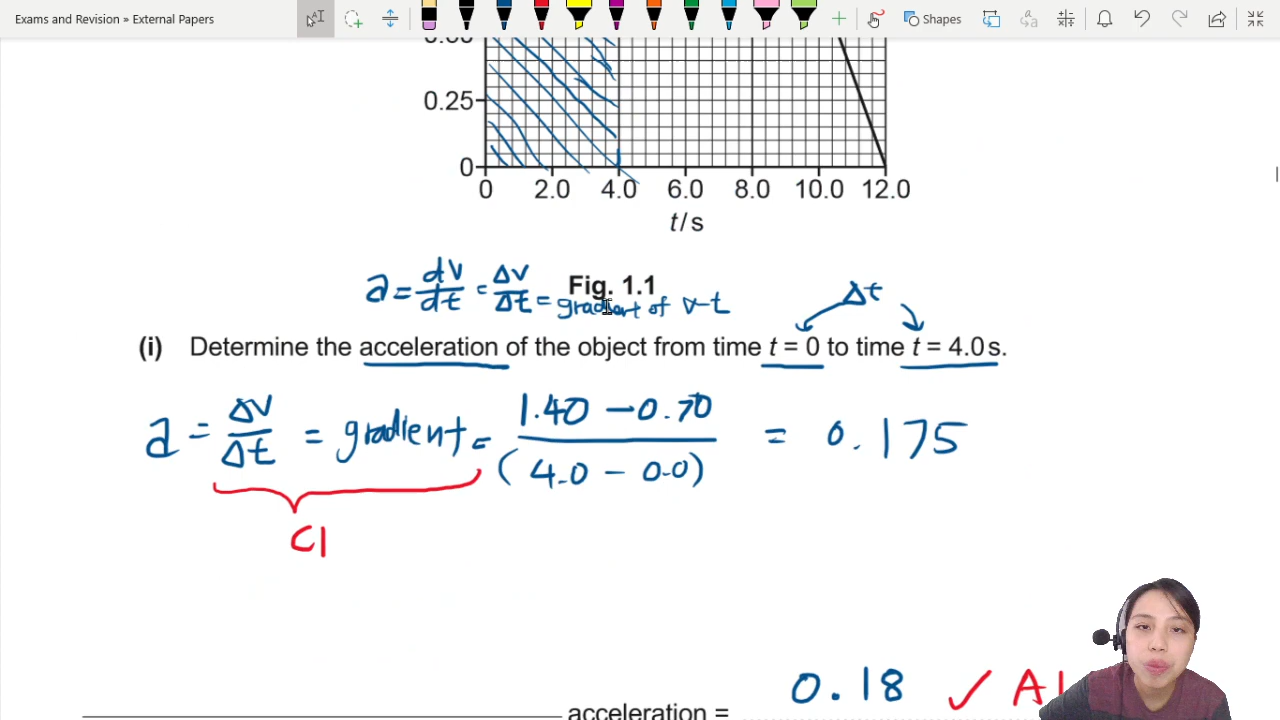 Exams and Revision » External Papers
Shapes
0.25
0
0 2.0 4.0 6.0 8.0 10.0 12.0
t/s
a = dv/dt = Δv/Δt = gradient of v-t
Fig. 1.1
Δt
(i) Determine the acceleration of the object from time t = 0 to time t = 4.0 s.
a = Δv/Δt = gradient = 1.40 - 0.70 / (4.0 - 0.0) = 0.175
C1
acceleration = 0.18 ✓ A1